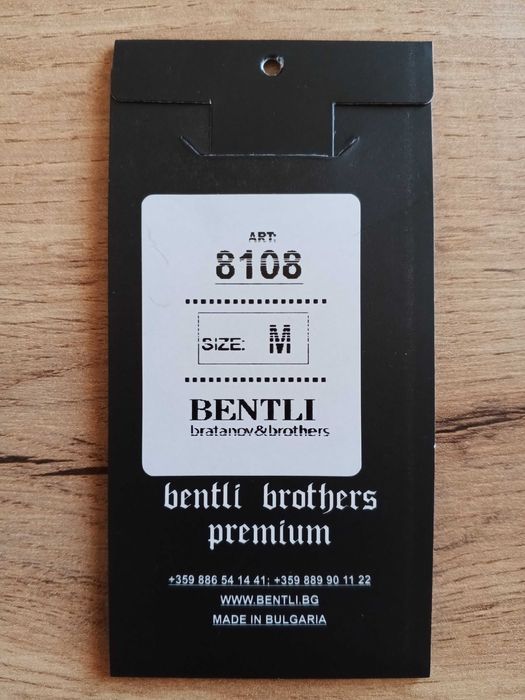 ART:
8108
SIZE: M
BENTLI
bratanov&brothers
bentli brothers
premium
+359 886 54 14 41; +359 889 90 11 22
WWW.BENTLI.BG
MADE IN BULGARIA